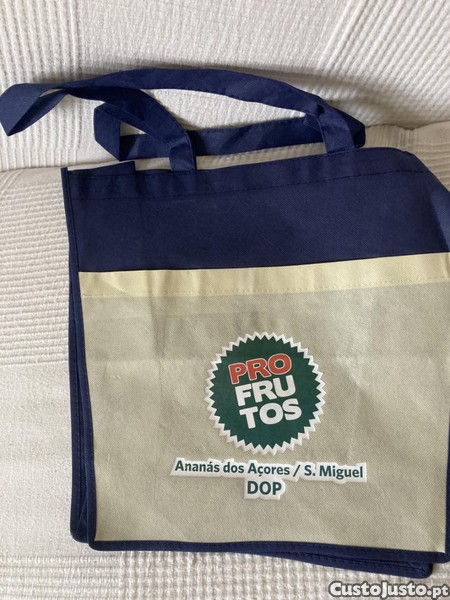 PRO
FRU
TOS
Ananás dos Açores / S. Miguel
DOP
CustoJusto.pt